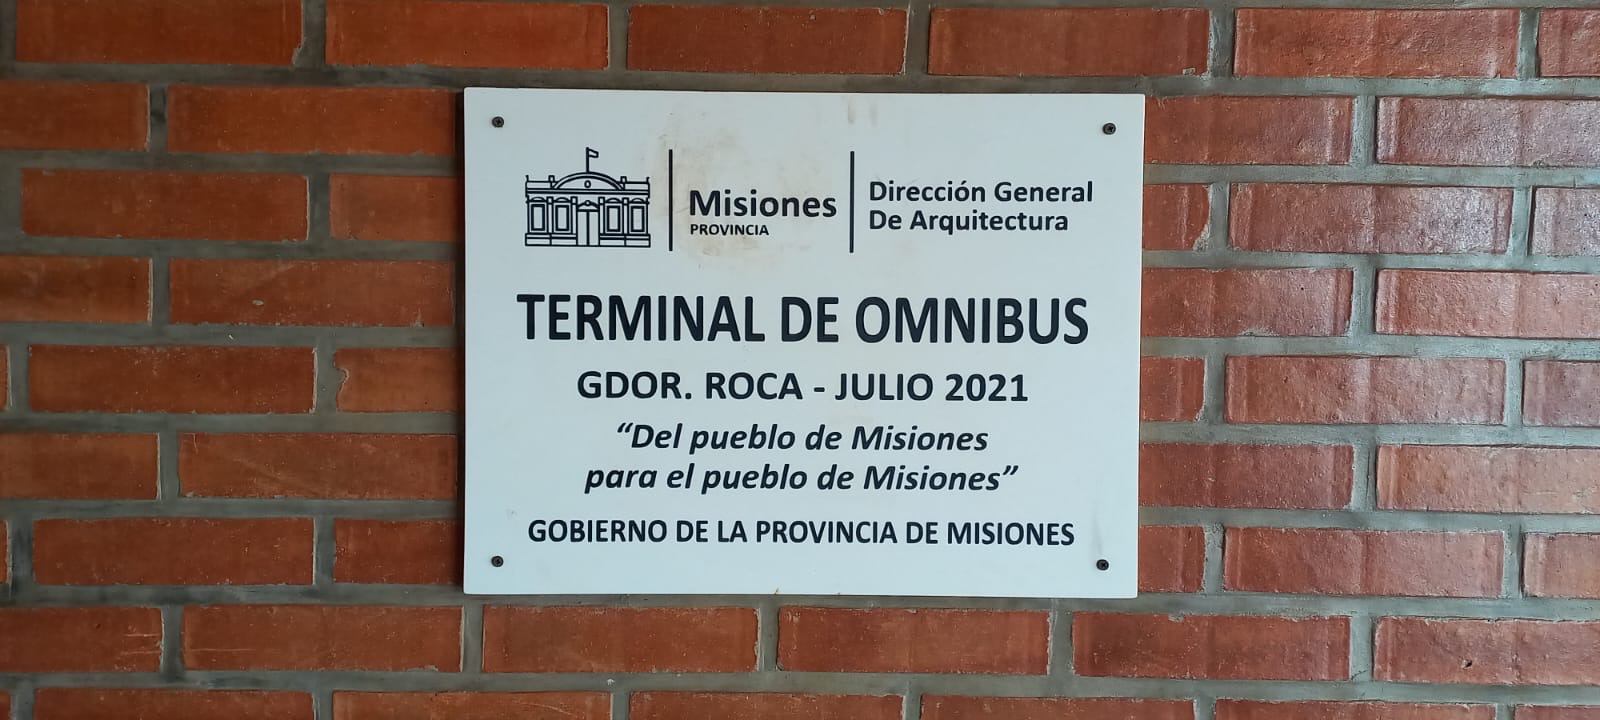 Misiones
PROVINCIA
Dirección General
De Arquitectura
TERMINAL DE OMNIBUS
GDOR. ROCA - JULIO 2021
“Del pueblo de Misiones
para el pueblo de Misiones”
GOBIERNO DE LA PROVINCIA DE MISIONES